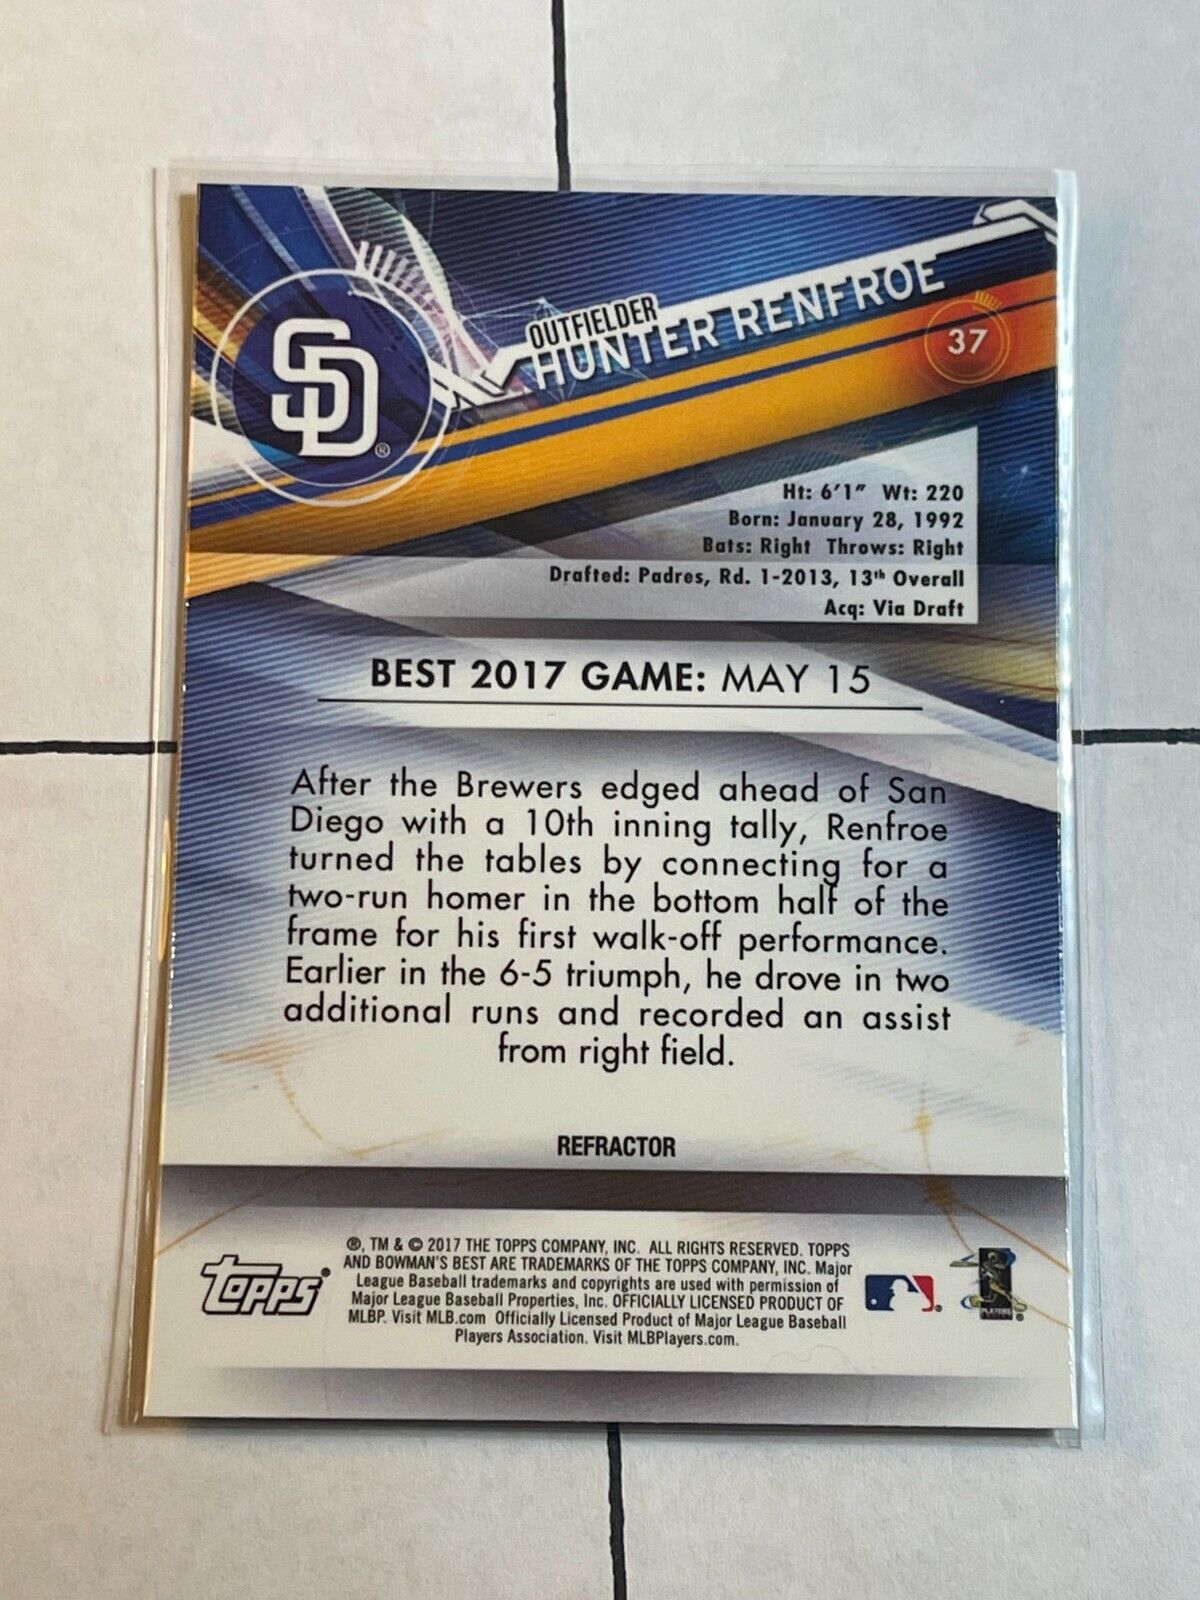 SD®
OUTFIELDER
HUNTER RENFROE
37
Ht: 6'1" Wt: 220
Born: January 28, 1992
Bats: Right Throws: Right
Drafted: Padres, Rd. 1-2013, 13th Overall
Acq: Via Draft
BEST 2017 GAME: MAY 15
After the Brewers edged ahead of San
Diego with a 10th inning tally, Renfroe
turned the tables by connecting for a
two-run homer in the bottom half of the
frame for his first walk-off performance.
Earlier in the 6-5 triumph, he drove in two
additional runs and recorded an assist
from right field.
REFRACTOR
Topps®
®, TM & © 2017 THE TOPPS COMPANY, INC. ALL RIGHTS RESERVED. TOPPS
AND BOWMAN'S BEST ARE TRADEMARKS OF THE TOPPS COMPANY, INC. Major
League Baseball trademarks and copyrights are used with permission of
Major League Baseball Properties, Inc. OFFICIALLY LICENSED PRODUCT OF
MLBP. Visit MLB.com Officially Licensed Product of Major League Baseball
Players Association. Visit MLBPlayers.com.
PLAYERS